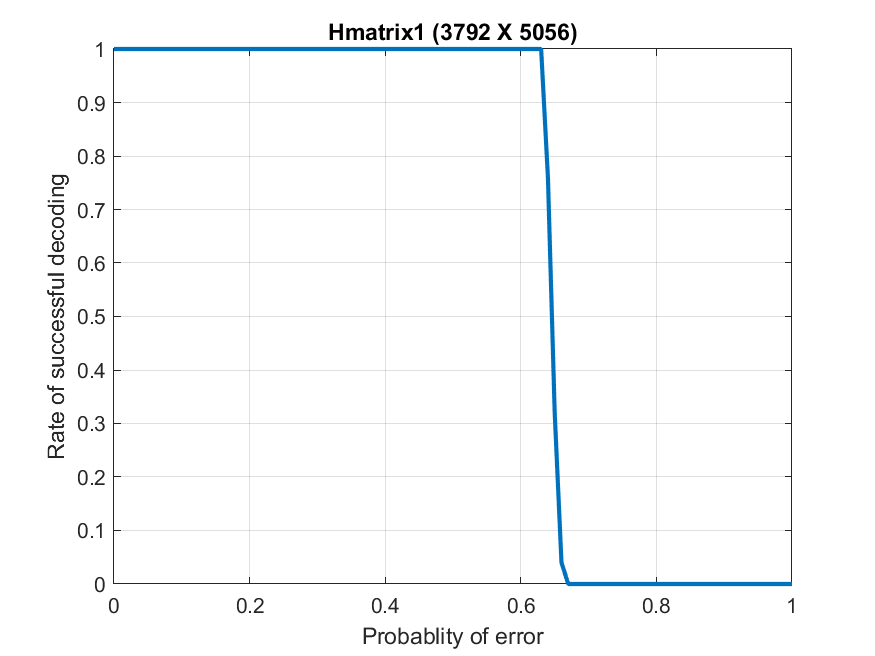 Hmatrix1 (3792 X 5056)
1
0.9
0.8
0.7
0.6
0.5
0.4
0.3
0.2
0.1
0
Rate of successful decoding
0 0.2 0.4 0.6 0.8 1
Probablity of error